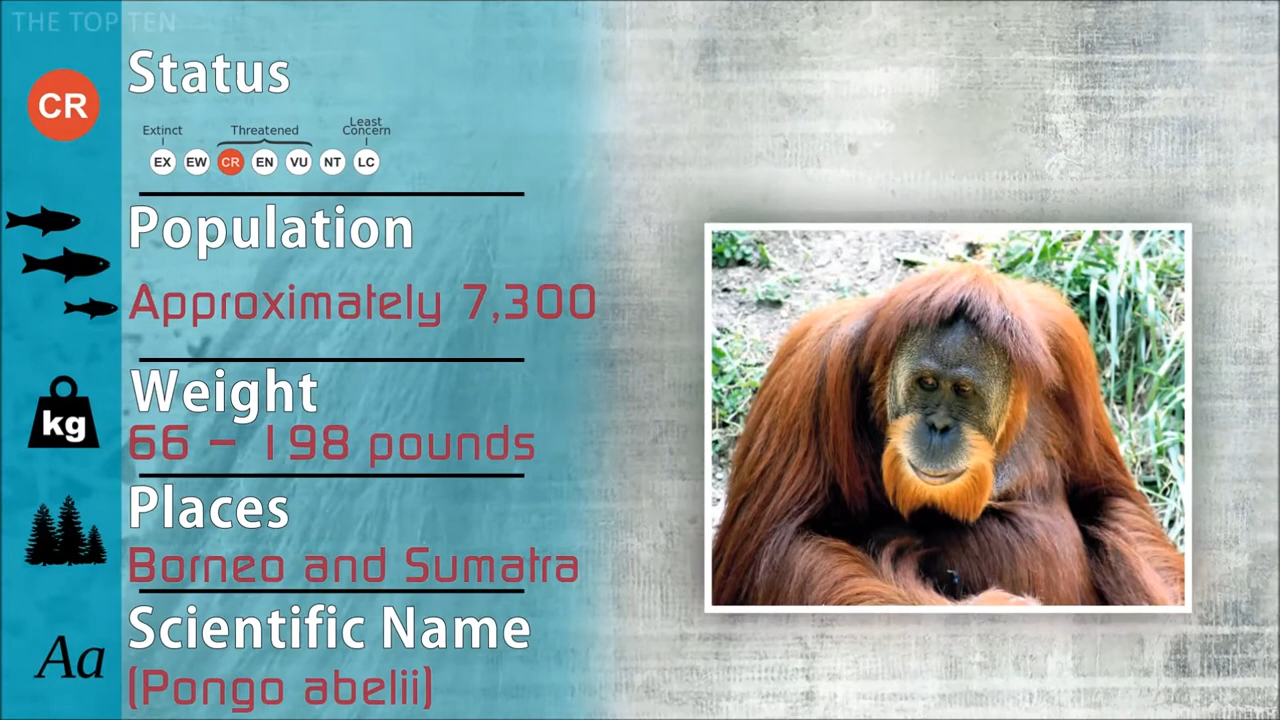 THE TOP TEN
CR
Status
Extinct Threatened Least Concern
EX EW CR EN VU NT LC
Population
Approximately 7,300
kg
Weight
66 - 198 pounds
Places
Borneo and Sumatra
Aa
Scientific Name
(Pongo abelii)